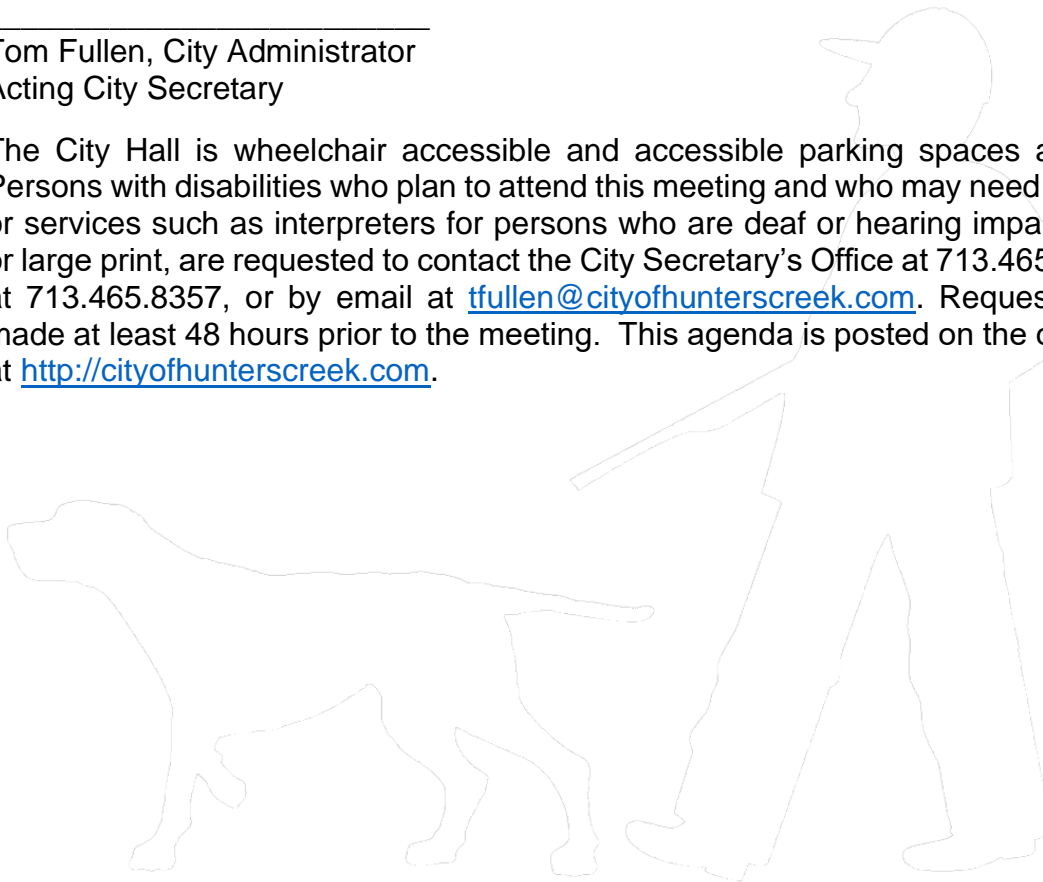 Tom Fullen, City Administrator
Acting City Secretary
The City Hall is wheelchair accessible and accessible parking spaces a
Persons with disabilities who plan to attend this meeting and who may need
or services such as interpreters for persons who are deaf or hearing impa
or large print, are requested to contact the City Secretary’s Office at 713.465
at 713.465.8357, or by email at tfullen@cityofhunterscreek.com. Reques
made at least 48 hours prior to the meeting. This agenda is posted on the c
at http://cityofhunterscreek.com.